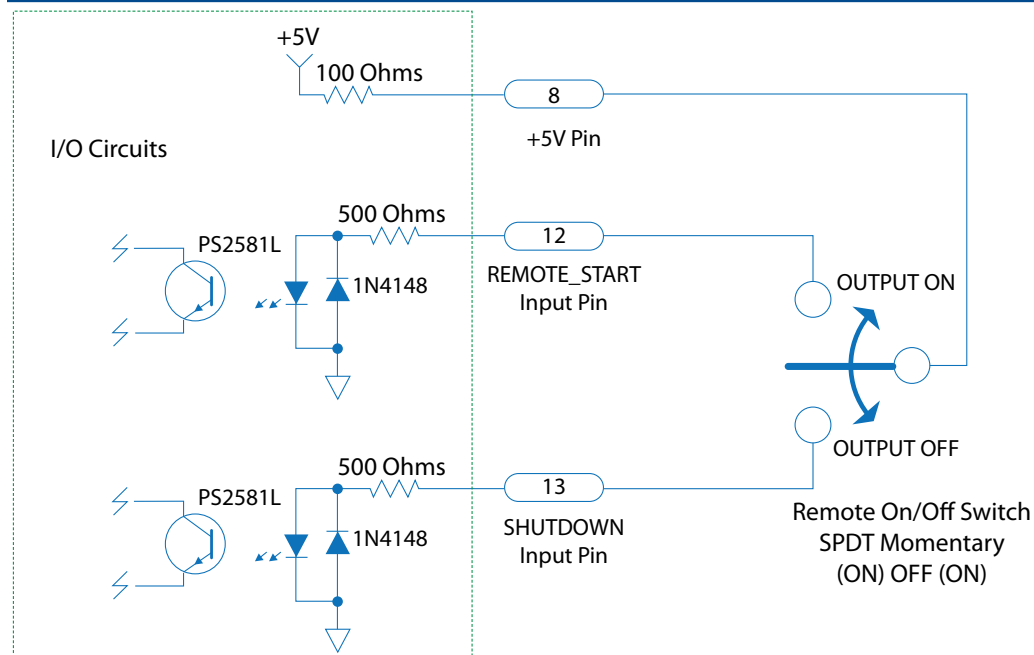 +5V
100 Ohms
8
+5V Pin
I/O Circuits
500 Ohms
PS2581L
12
1N4148
REMOTE_START
Input Pin
OUTPUT ON
OUTPUT OFF
500 Ohms
PS2581L
13
1N4148
SHUTDOWN
Input Pin
Remote On/Off Switch
SPDT Momentary
(ON) OFF (ON)